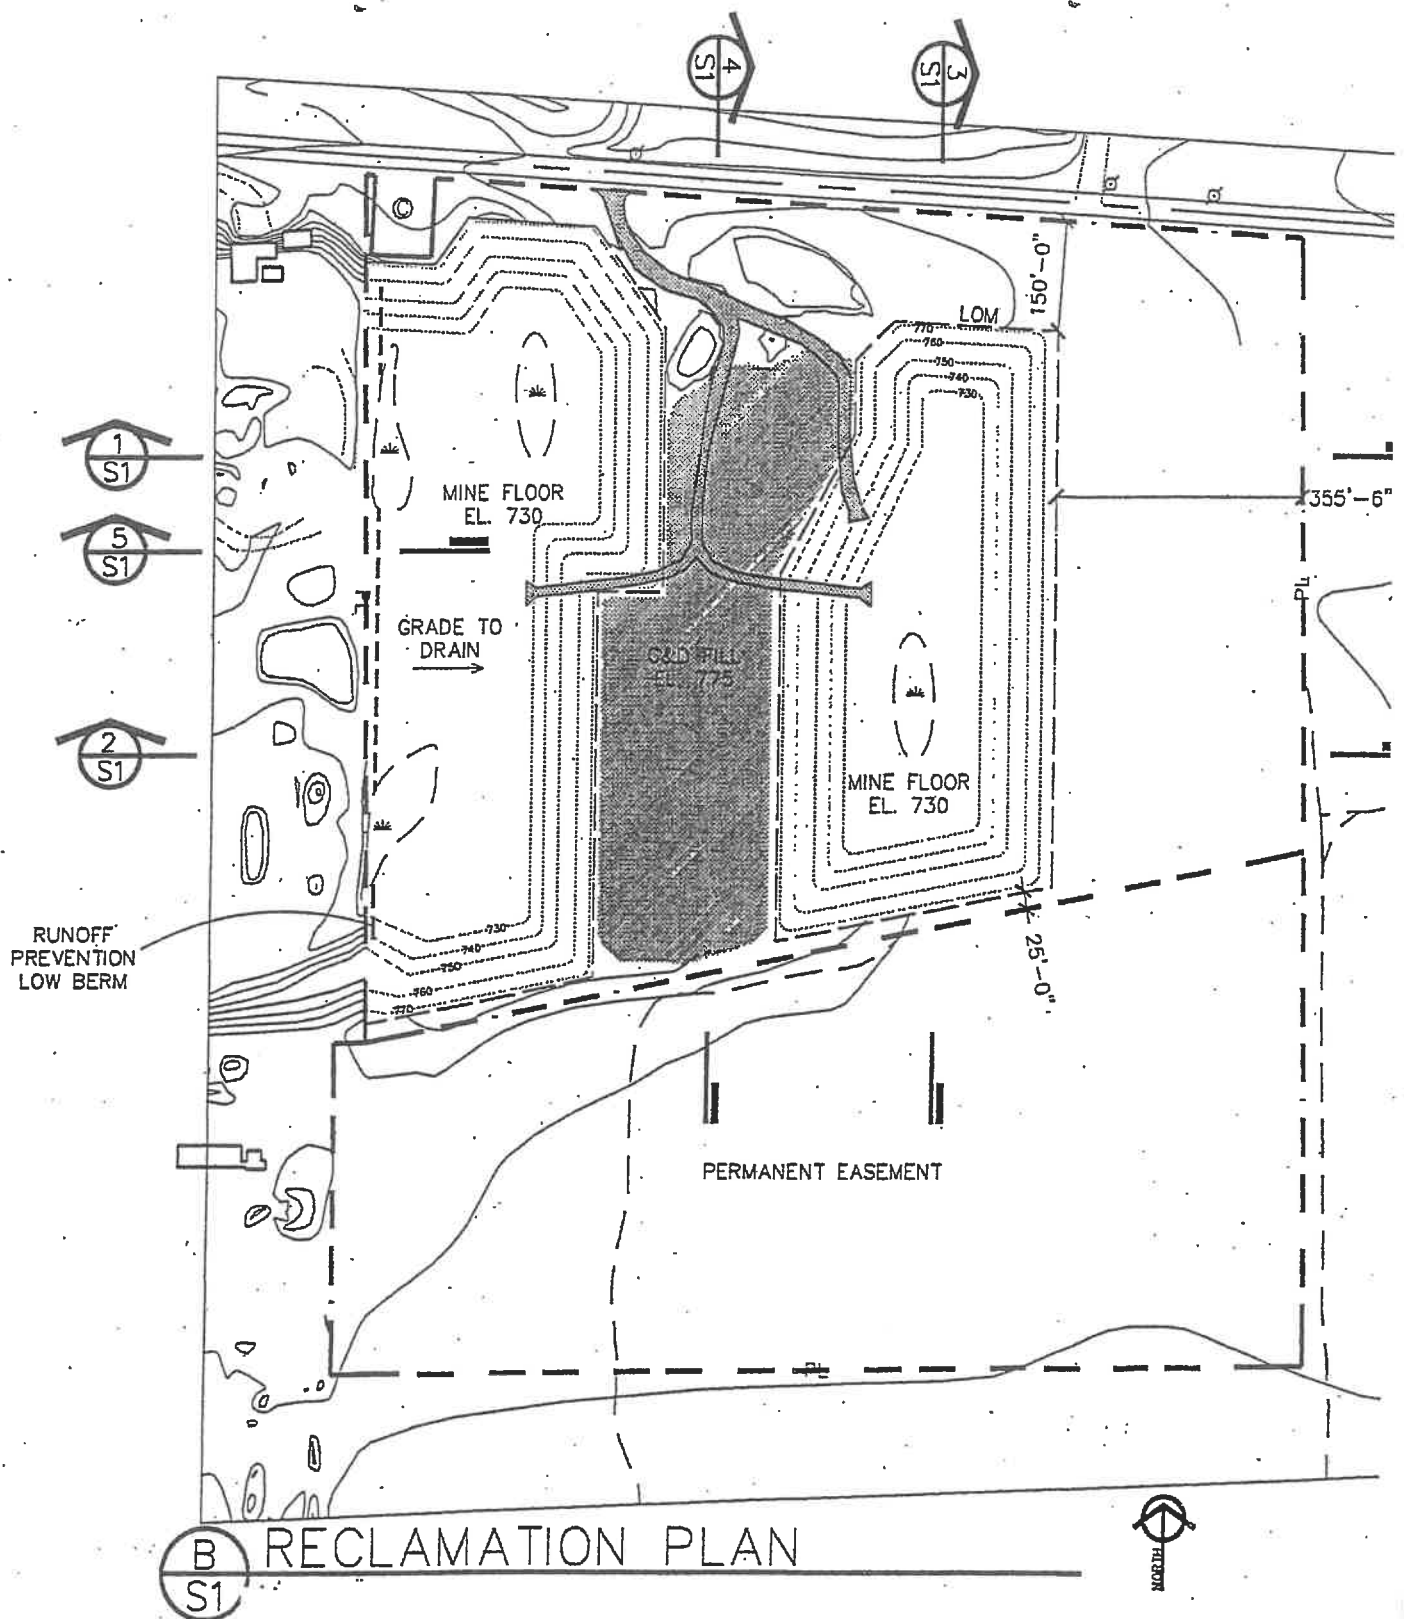 4
S1
3
S1
C
150'-0"
LOM
770
760
750
740
730
1
S1
MINE FLOOR
EL. 730
355'-6"
5
S1
PL
PL
GRADE TO
DRAIN
C&D FILL
EL. 775
2
S1
MINE FLOOR
EL. 730
730
740
750
760
770
RUNOFF
PREVENTION
LOW BERM
25'-0"
PERMANENT EASEMENT
PL
B
S1
RECLAMATION PLAN
NORTH